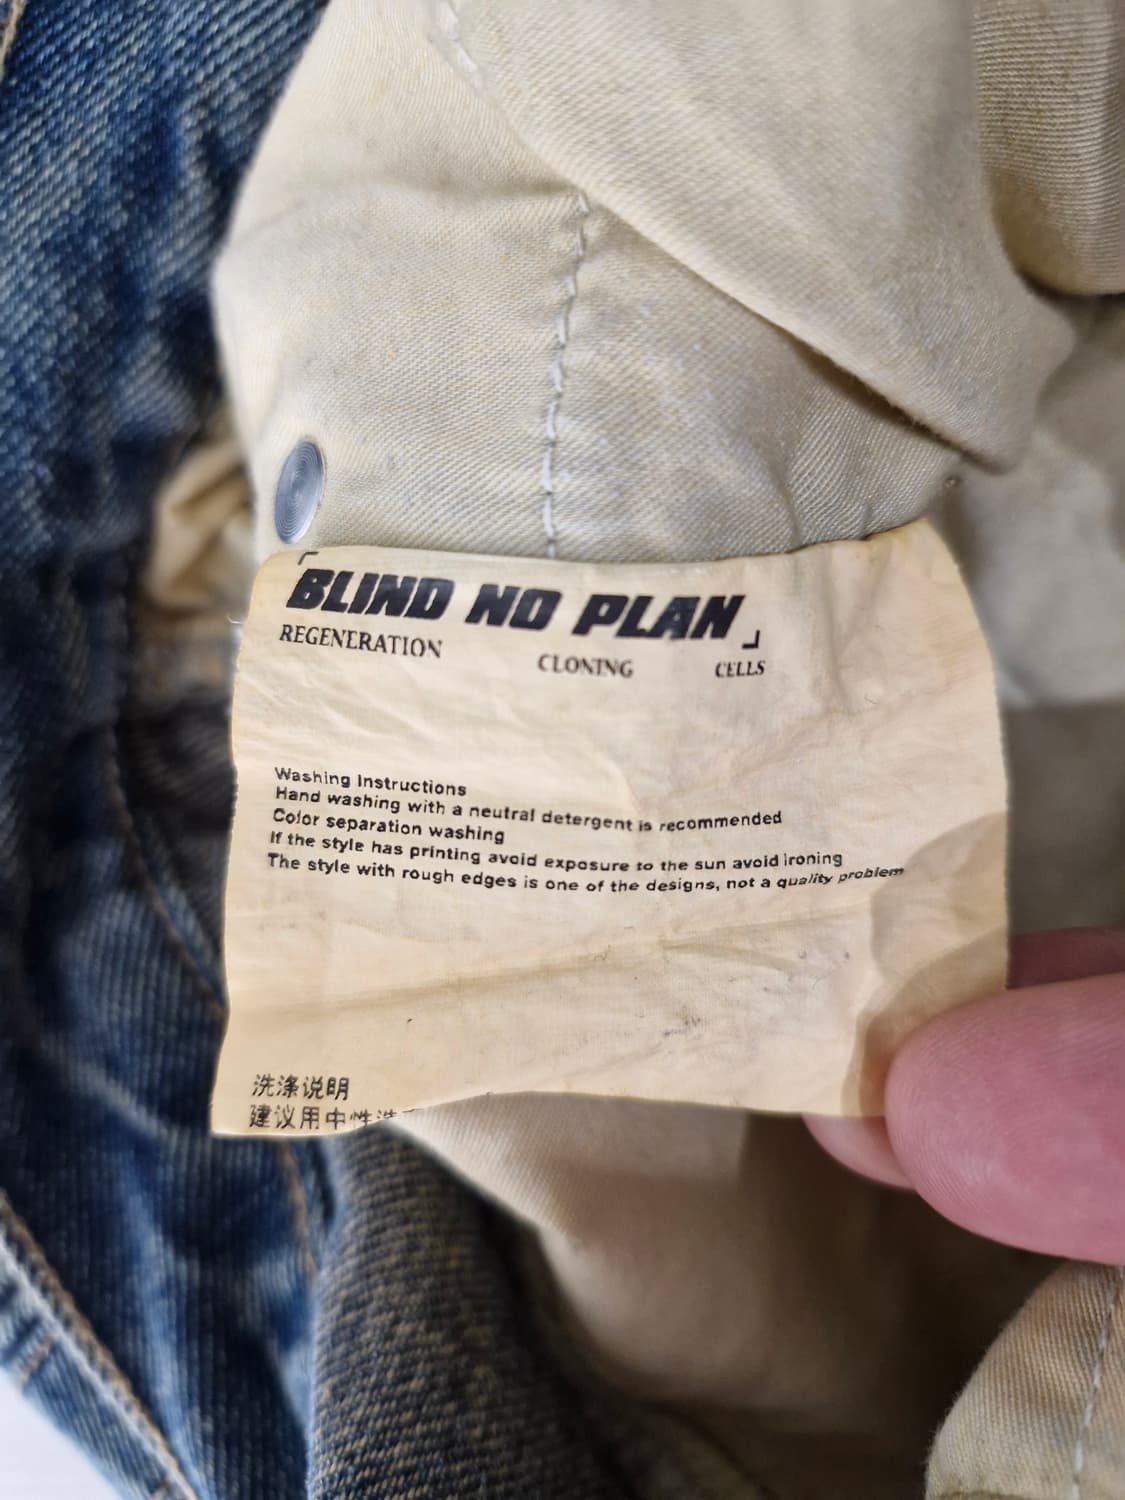 BLIND NO PLAN
REGENERATION CLONING CELLS
Washing Instructions
Hand washing with a neutral detergent is recommended
Color separation washing
If the style has printing avoid exposure to the sun avoid ironing
The style with rough edges is one of the designs, not a quality problem
洗涤说明
建议用中性洗